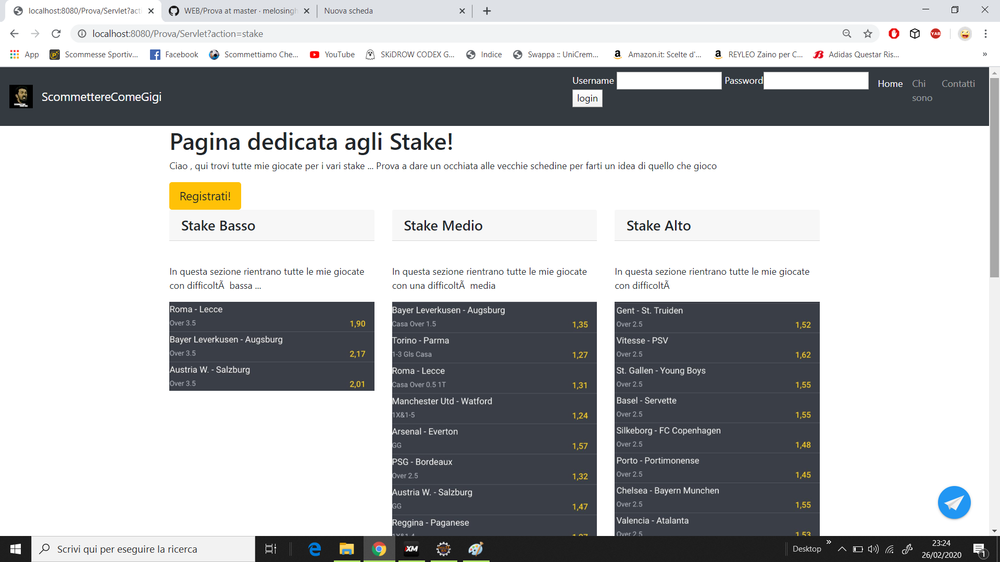 localhost:8080/Prova/Servlet?acti
WEB/Prova at master · melosingh
Nuova scheda
localhost:8080/Prova/Servlet?action=stake
App
Scommesse Sportiv...
Facebook
Scommettiamo Che...
YouTube
SKiDROW CODEX G...
Indice
Swappa :: UniCrem...
Amazon.it: Scelte d'...
REYLEO Zaino per C...
Adidas Questar Ris...
»
ScommettereComeGigi
Username
Password
login
Home
Chi
sono
Contatti
Pagina dedicata agli Stake!
Ciao , qui trovi tutte mie giocate per i vari stake ... Prova a dare un occhiata alle vecchie schedine per farti un idea di quello che gioco
Registrati!
Stake Basso
In questa sezione rientrano tutte le mie giocate
con difficoltÃ  bassa ...
Roma - Lecce
Over 3.5 1,90
Bayer Leverkusen - Augsburg
Over 3.5 2,17
Austria W. - Salzburg
Over 3.5 2,01
Stake Medio
In questa sezione rientrano tutte le mie giocate
con una difficoltÃ  media
Bayer Leverkusen - Augsburg
Casa Over 1.5 1,35
Torino - Parma
1-3 Gls Casa 1,27
Roma - Lecce
Casa Over 0.5 1T 1,31
Manchester Utd - Watford
1X&1-5 1,24
Arsenal - Everton
GG 1,57
PSG - Bordeaux
Over 2.5 1,32
Austria W. - Salzburg
GG 1,47
Reggina - Paganese
Stake Alto
In questa sezione rientrano tutte le mie giocate
con difficoltÃ
Gent - St. Truiden
Over 2.5 1,52
Vitesse - PSV
Over 2.5 1,62
St. Gallen - Young Boys
Over 2.5 1,55
Basel - Servette
Over 2.5 1,55
Silkeborg - FC Copenhagen
Over 2.5 1,48
Porto - Portimonense
Over 2.5 1,45
Chelsea - Bayern Munchen
Over 2.5 1,55
Valencia - Atalanta
Over 2.5 1,53
Scrivi qui per eseguire la ricerca
XM
Desktop
»
23:24
26/02/2020
1